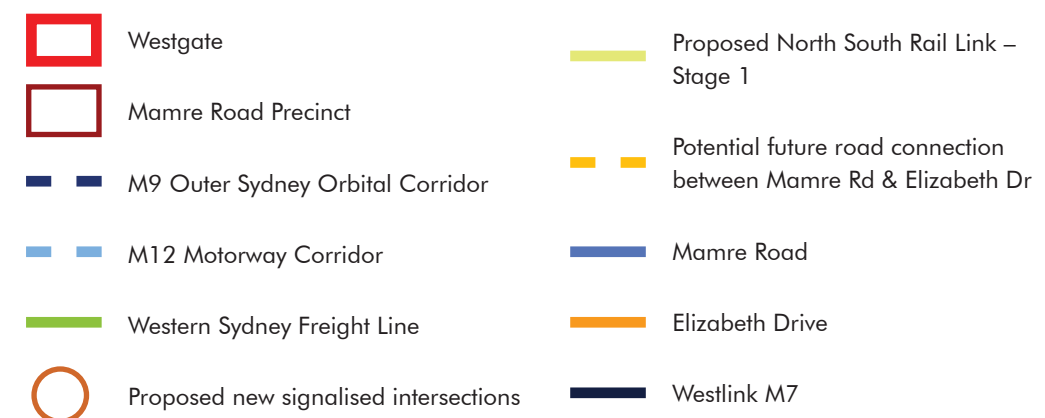 Westgate
Mamre Road Precinct
M9 Outer Sydney Orbital Corridor
M12 Motorway Corridor
Western Sydney Freight Line
Proposed new signalised intersections
Proposed North South Rail Link –
Stage 1
Potential future road connection
between Mamre Rd & Elizabeth Dr
Mamre Road
Elizabeth Drive
Westlink M7